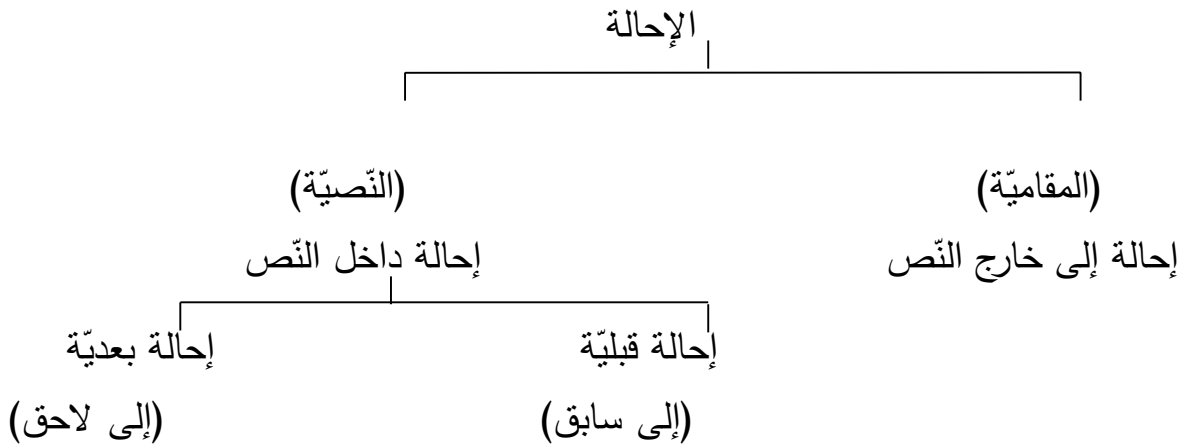 الإحالة
(المقاميّة)
(النّصيّة)
إحالة إلى خارج النّص
إحالة داخل النّص
إحالة قبليّة
إحالة بعديّة
(إلى سابق)
(إلى لاحق)